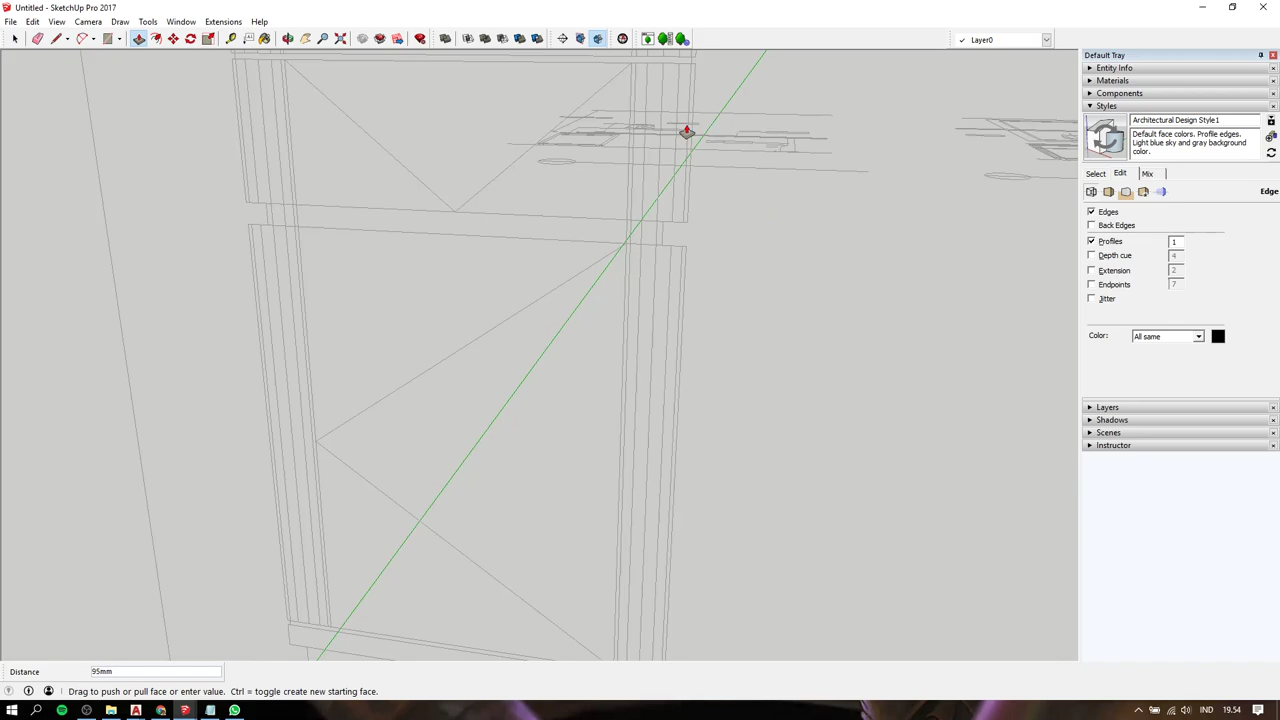 Untitled - SketchUp Pro 2017
File Edit View Camera Draw Tools Window Extensions Help
Layer0
Default Tray
Entity Info
Materials
Components
Styles
Architectural Design Style1
Default face colors. Profile edges.
Light blue sky and gray background
color.
Select Edit Mix
Edge
Edges
Back Edges
Profiles 1
Depth cue 4
Extension 2
Endpoints 7
Jitter
Color: All same
Layers
Shadows
Scenes
Instructor
Distance 95mm
Drag to push or pull face or enter value. Ctrl = toggle create new starting face.
IND 19.54